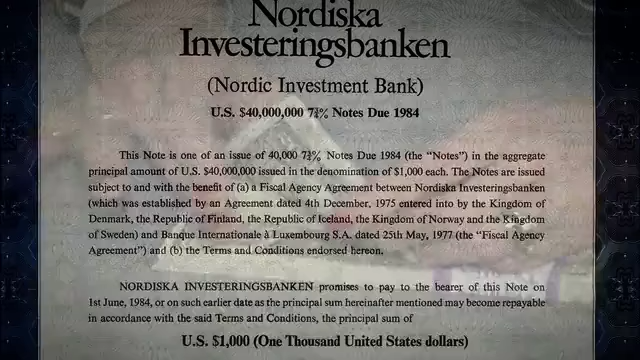 Nordiska
Investeringsbanken
(Nordic Investment Bank)
U.S. $40,000,000 7¾% Notes Due 1984
This Note is one of an issue of 40,000 7¾% Notes Due 1984 (the “Notes”) in the aggregate
principal amount of U.S. $40,000,000 issued in the denomination of $1,000 each. The Notes are issued
subject to and with the benefit of (a) a Fiscal Agency Agreement between Nordiska Investeringsbanken
(which was established by an Agreement dated 4th December, 1975 entered into by the Kingdom of
Denmark, the Republic of Finland, the Republic of Iceland, the Kingdom of Norway and the Kingdom
of Sweden) and Banque Internationale à Luxembourg S.A. dated 25th May, 1977 (the “Fiscal Agency
Agreement”) and (b) the Terms and Conditions endorsed hereon.
NORDISKA INVESTERINGSBANKEN promises to pay to the bearer of this Note on
1st June, 1984, or on such earlier date as the principal sum hereinafter mentioned may become repayable
in accordance with the said Terms and Conditions, the principal sum of
U.S. $1,000 (One Thousand United States dollars)